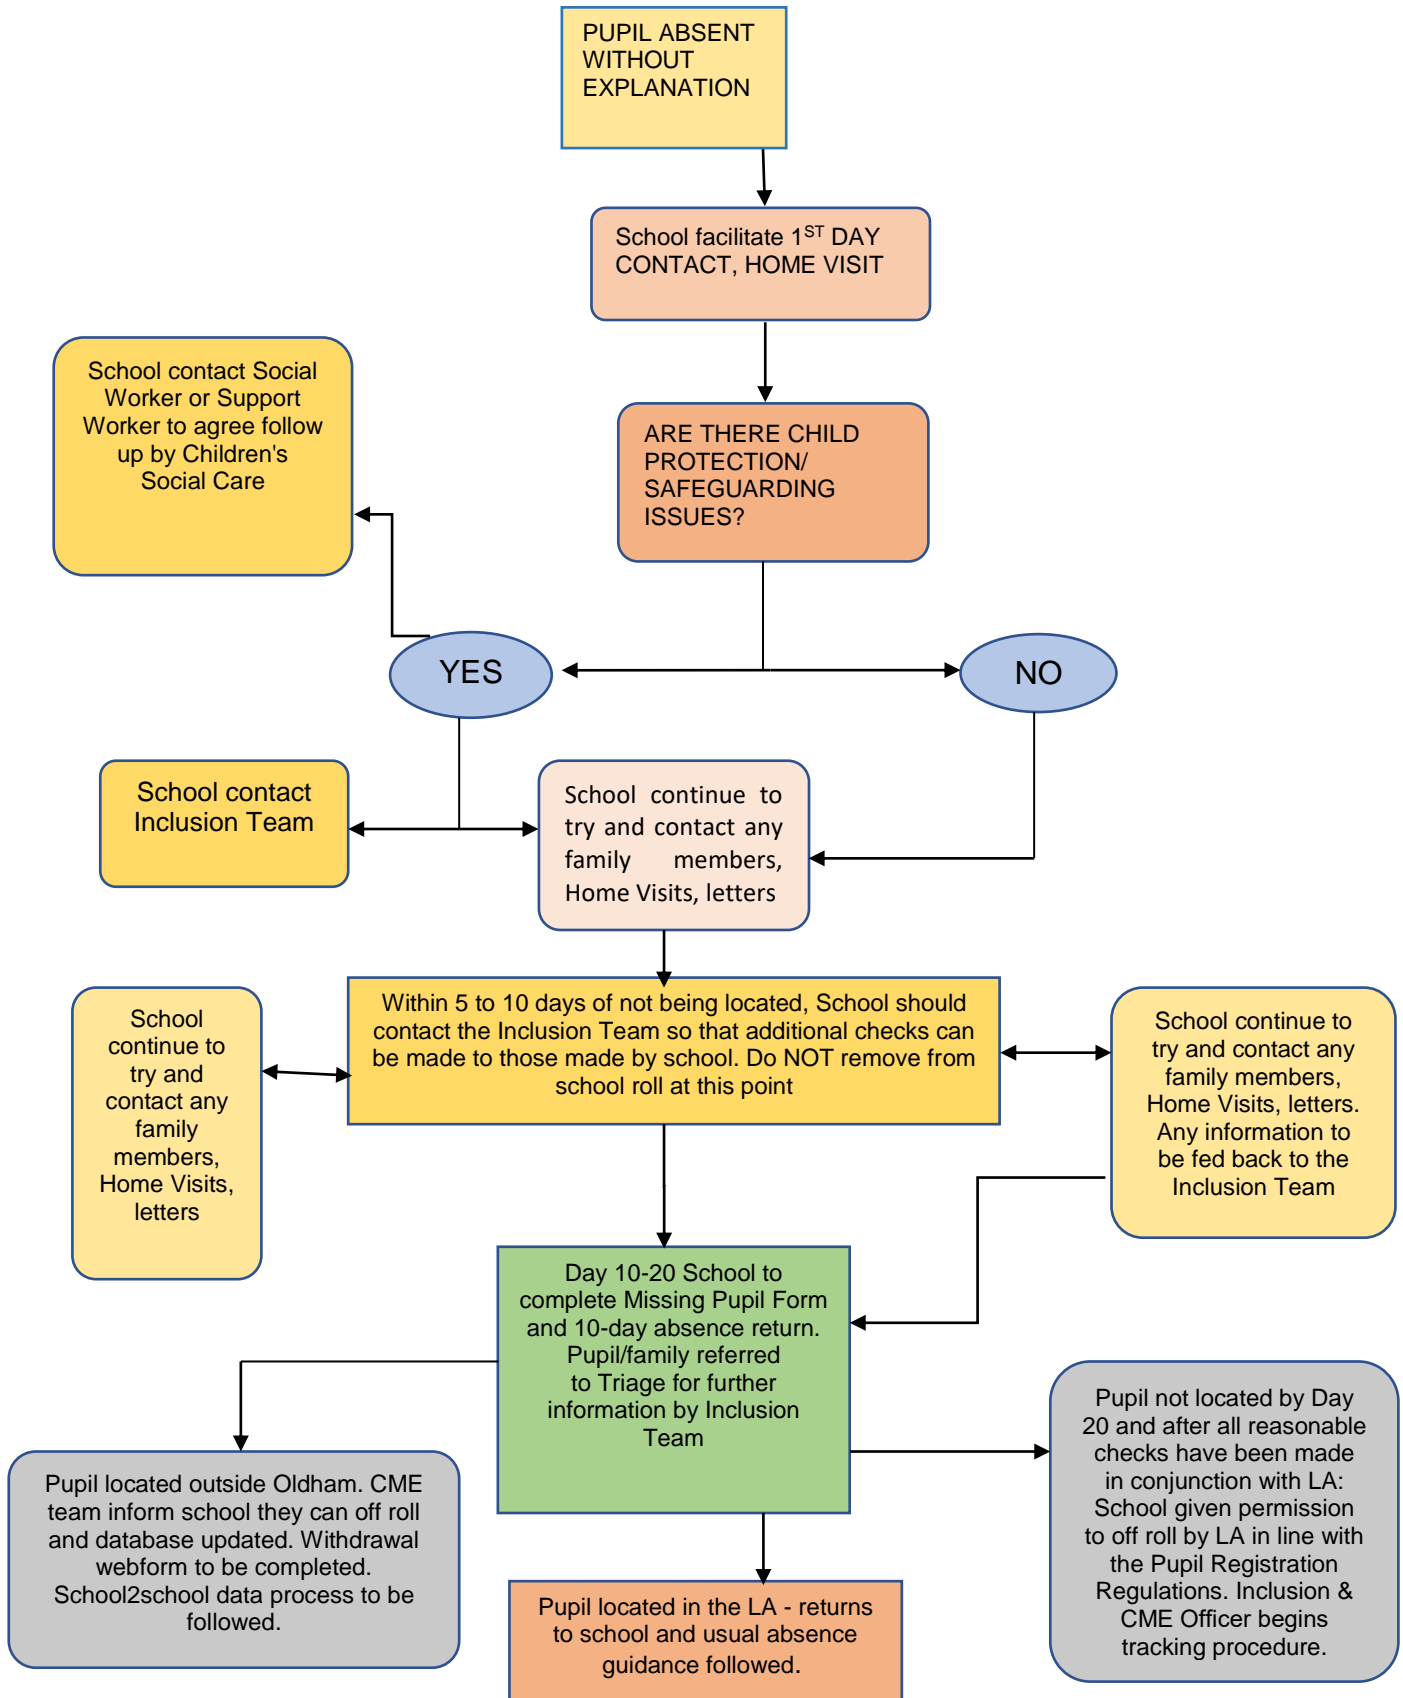 PUPIL ABSENT
WITHOUT
EXPLANATION
School facilitate 1ST DAY
CONTACT, HOME VISIT
School contact Social
Worker or Support
Worker to agree follow
up by Children's
Social Care
ARE THERE CHILD
PROTECTION/
SAFEGUARDING
ISSUES?
YES
NO
School contact
Inclusion Team
School continue to
try and contact any
family members,
Home Visits, letters
School
continue to
try and
contact any
family
members,
Home Visits,
letters
Within 5 to 10 days of not being located, School should
contact the Inclusion Team so that additional checks can
be made to those made by school. Do NOT remove from
school roll at this point
School continue to
try and contact any
family members,
Home Visits, letters.
Any information to
be fed back to the
Inclusion Team
Day 10-20 School to
complete Missing Pupil Form
and 10-day absence return.
Pupil/family referred
to Triage for further
information by Inclusion
Team
Pupil located outside Oldham. CME
team inform school they can off roll
and database updated. Withdrawal
webform to be completed.
School2school data process to be
followed.
Pupil located in the LA - returns
to school and usual absence
guidance followed.
Pupil not located by Day
20 and after all reasonable
checks have been made
in conjunction with LA:
School given permission
to off roll by LA in line with
the Pupil Registration
Regulations. Inclusion &
CME Officer begins
tracking procedure.